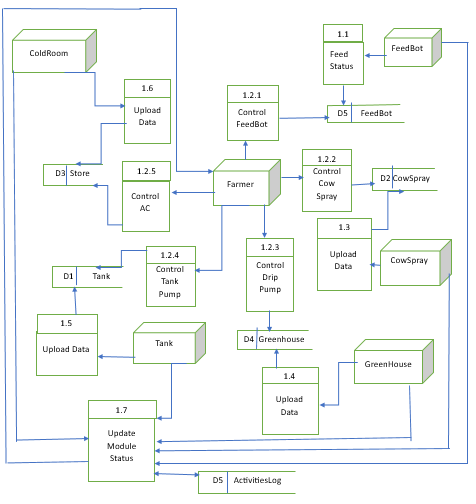 1.1
Feed
Status
FeedBot
ColdRoom
1.6
Upload
Data
1.2.1
Control
FeedBot
D5 FeedBot
D3 Store
1.2.5
Control
AC
Farmer
1.2.2
Control
Cow
Spray
D2 CowSpray
1.3
Upload
Data
CowSpray
1.2.4
Control
Tank
Pump
1.2.3
Control
Drip
Pump
D1 Tank
1.5
Upload Data
Tank
D4 Greenhouse
1.4
Upload
Data
GreenHouse
1.7
Update
Module
Status
D5 ActivitiesLog